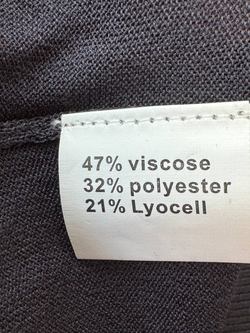 47% viscose
32% polyester
21% Lyocell